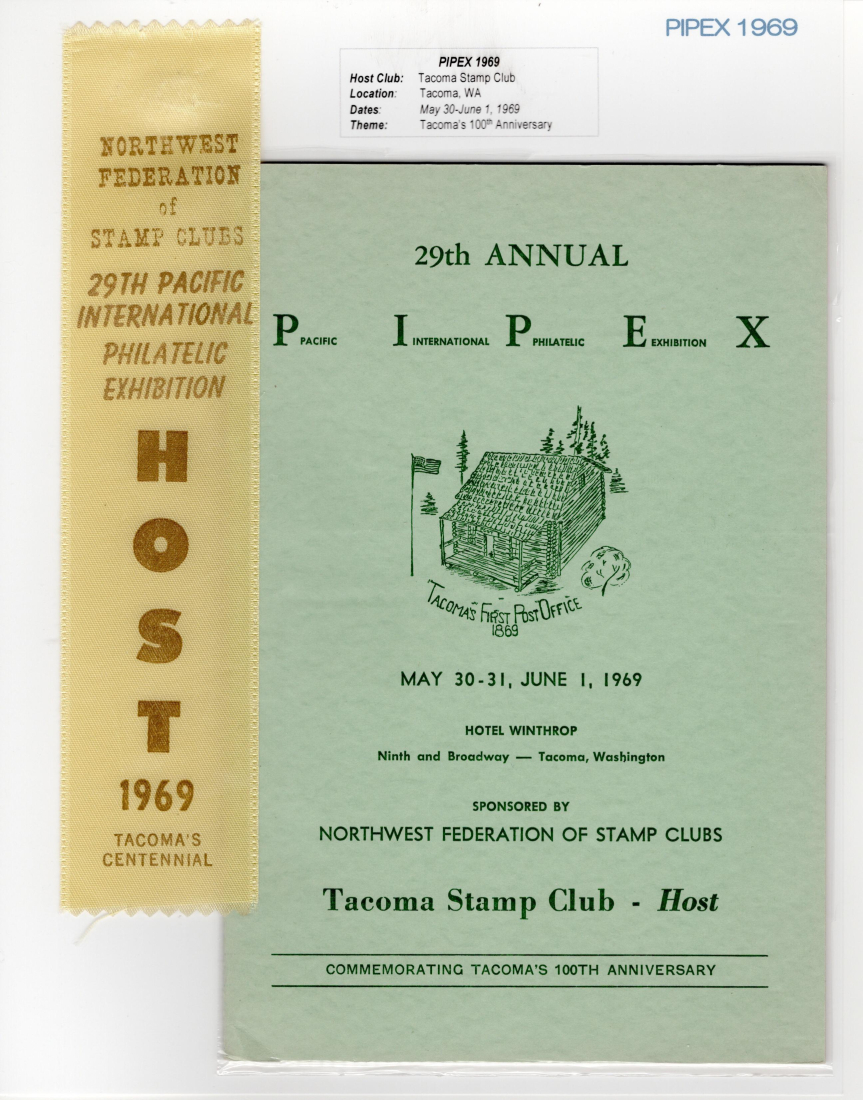 PIPEX 1969
PIPEX 1969
Host Club: Tacoma Stamp Club
Location: Tacoma, WA
Dates: May 30-June 1, 1969
Theme: Tacoma's 100th Anniversary
NORTHWEST
FEDERATION
of
STAMP CLUBS
29TH PACIFIC
INTERNATIONAL
PHILATELIC
EXHIBITION
H
O
S
T
1969
TACOMA'S
CENTENNIAL
29th ANNUAL
PACIFIC INTERNATIONAL PHILATELIC EXHIBITION X
TACOMA'S FIRST POST OFFICE
1869
MAY 30-31, JUNE 1, 1969
HOTEL WINTHROP
Ninth and Broadway — Tacoma, Washington
SPONSORED BY
NORTHWEST FEDERATION OF STAMP CLUBS
Tacoma Stamp Club - Host
COMMEMORATING TACOMA'S 100TH ANNIVERSARY